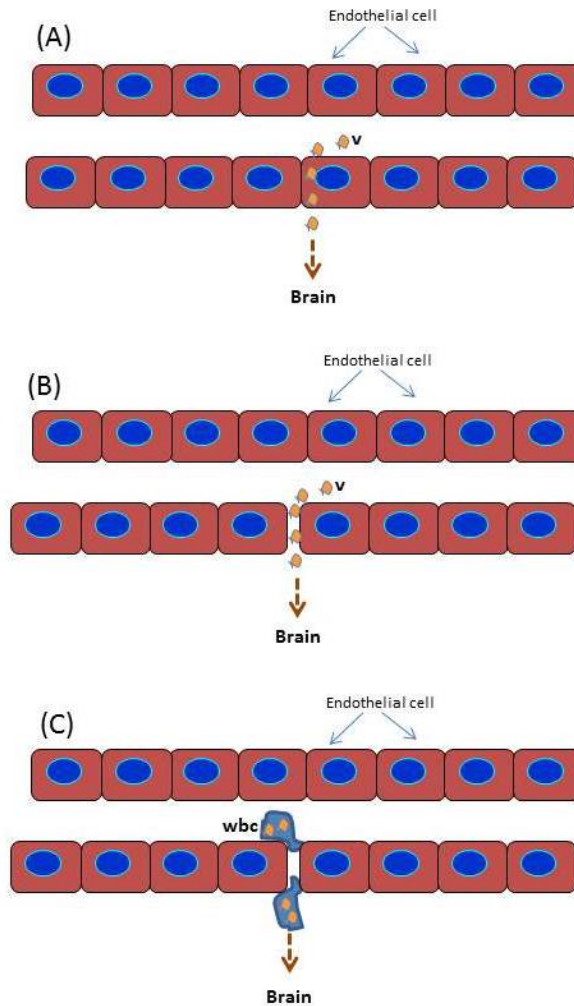 Endothelial cell
(A)
v
Brain
Endothelial cell
(B)
v
Brain
Endothelial cell
(C)
wbc
Brain